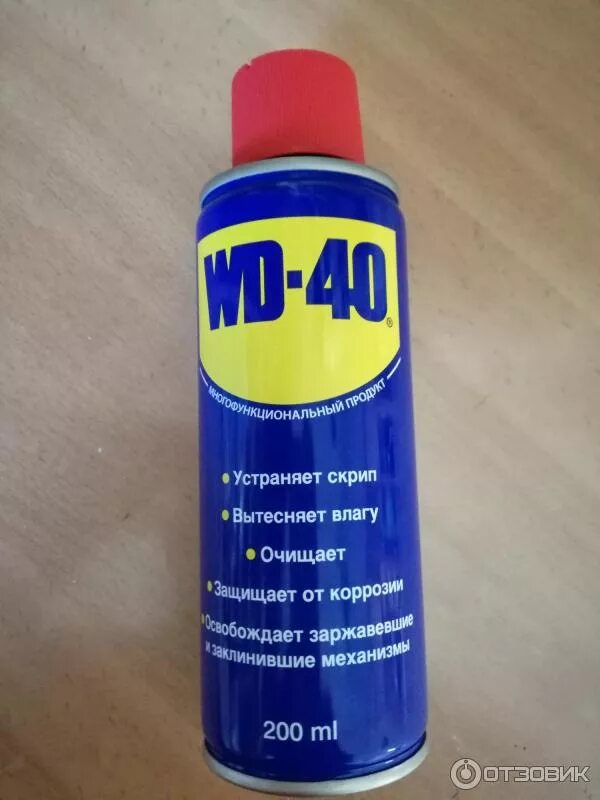 WD-40®
МНОГОФУНКЦИОНАЛЬНЫЙ ПРОДУКТ
• Устраняет скрип
• Вытесняет влагу
• Очищает
• Защищает от коррозии
• Освобождает заржавевшие
и заклинившие механизмы
200 ml
ОТЗОВИК